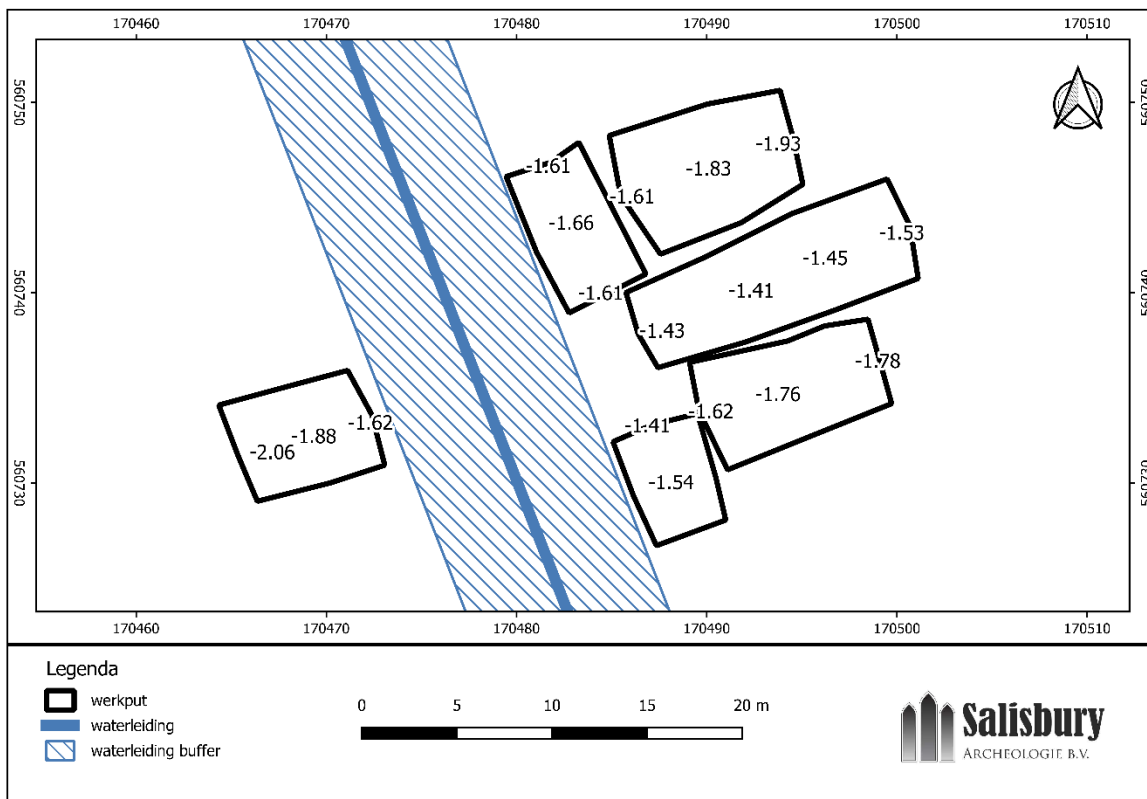 170460 170470 170480 170490 170500 170510
560750 560750
-1.93
-1.61 -1.83
-1.61
-1.66
-1.53
-1.45
560740 -1.61 -1.41 560740
-1.43
-1.78
-1.76
-1.62 -1.41 -1.62
-1.88
-2.06
560730 -1.54 560730
170460 170470 170480 170490 170500 170510
Legenda
werkput
waterleiding
waterleiding buffer
0 5 10 15 20 m
Salisbury
ARCHEOLOGIE B.V.